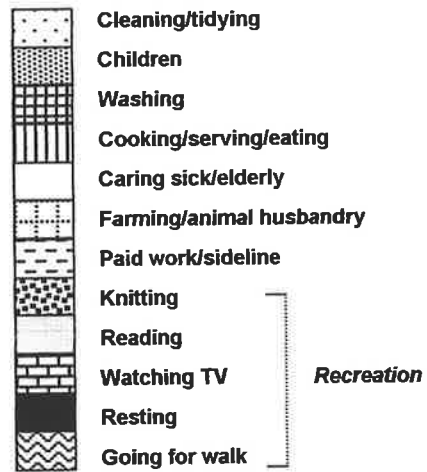 Cleaning/tidying
Children
Washing
Cooking/serving/eating
Caring sick/elderly
Farming/animal husbandry
Paid work/sideline
Knitting
Reading
Watching TV
Recreation
Resting
Going for walk